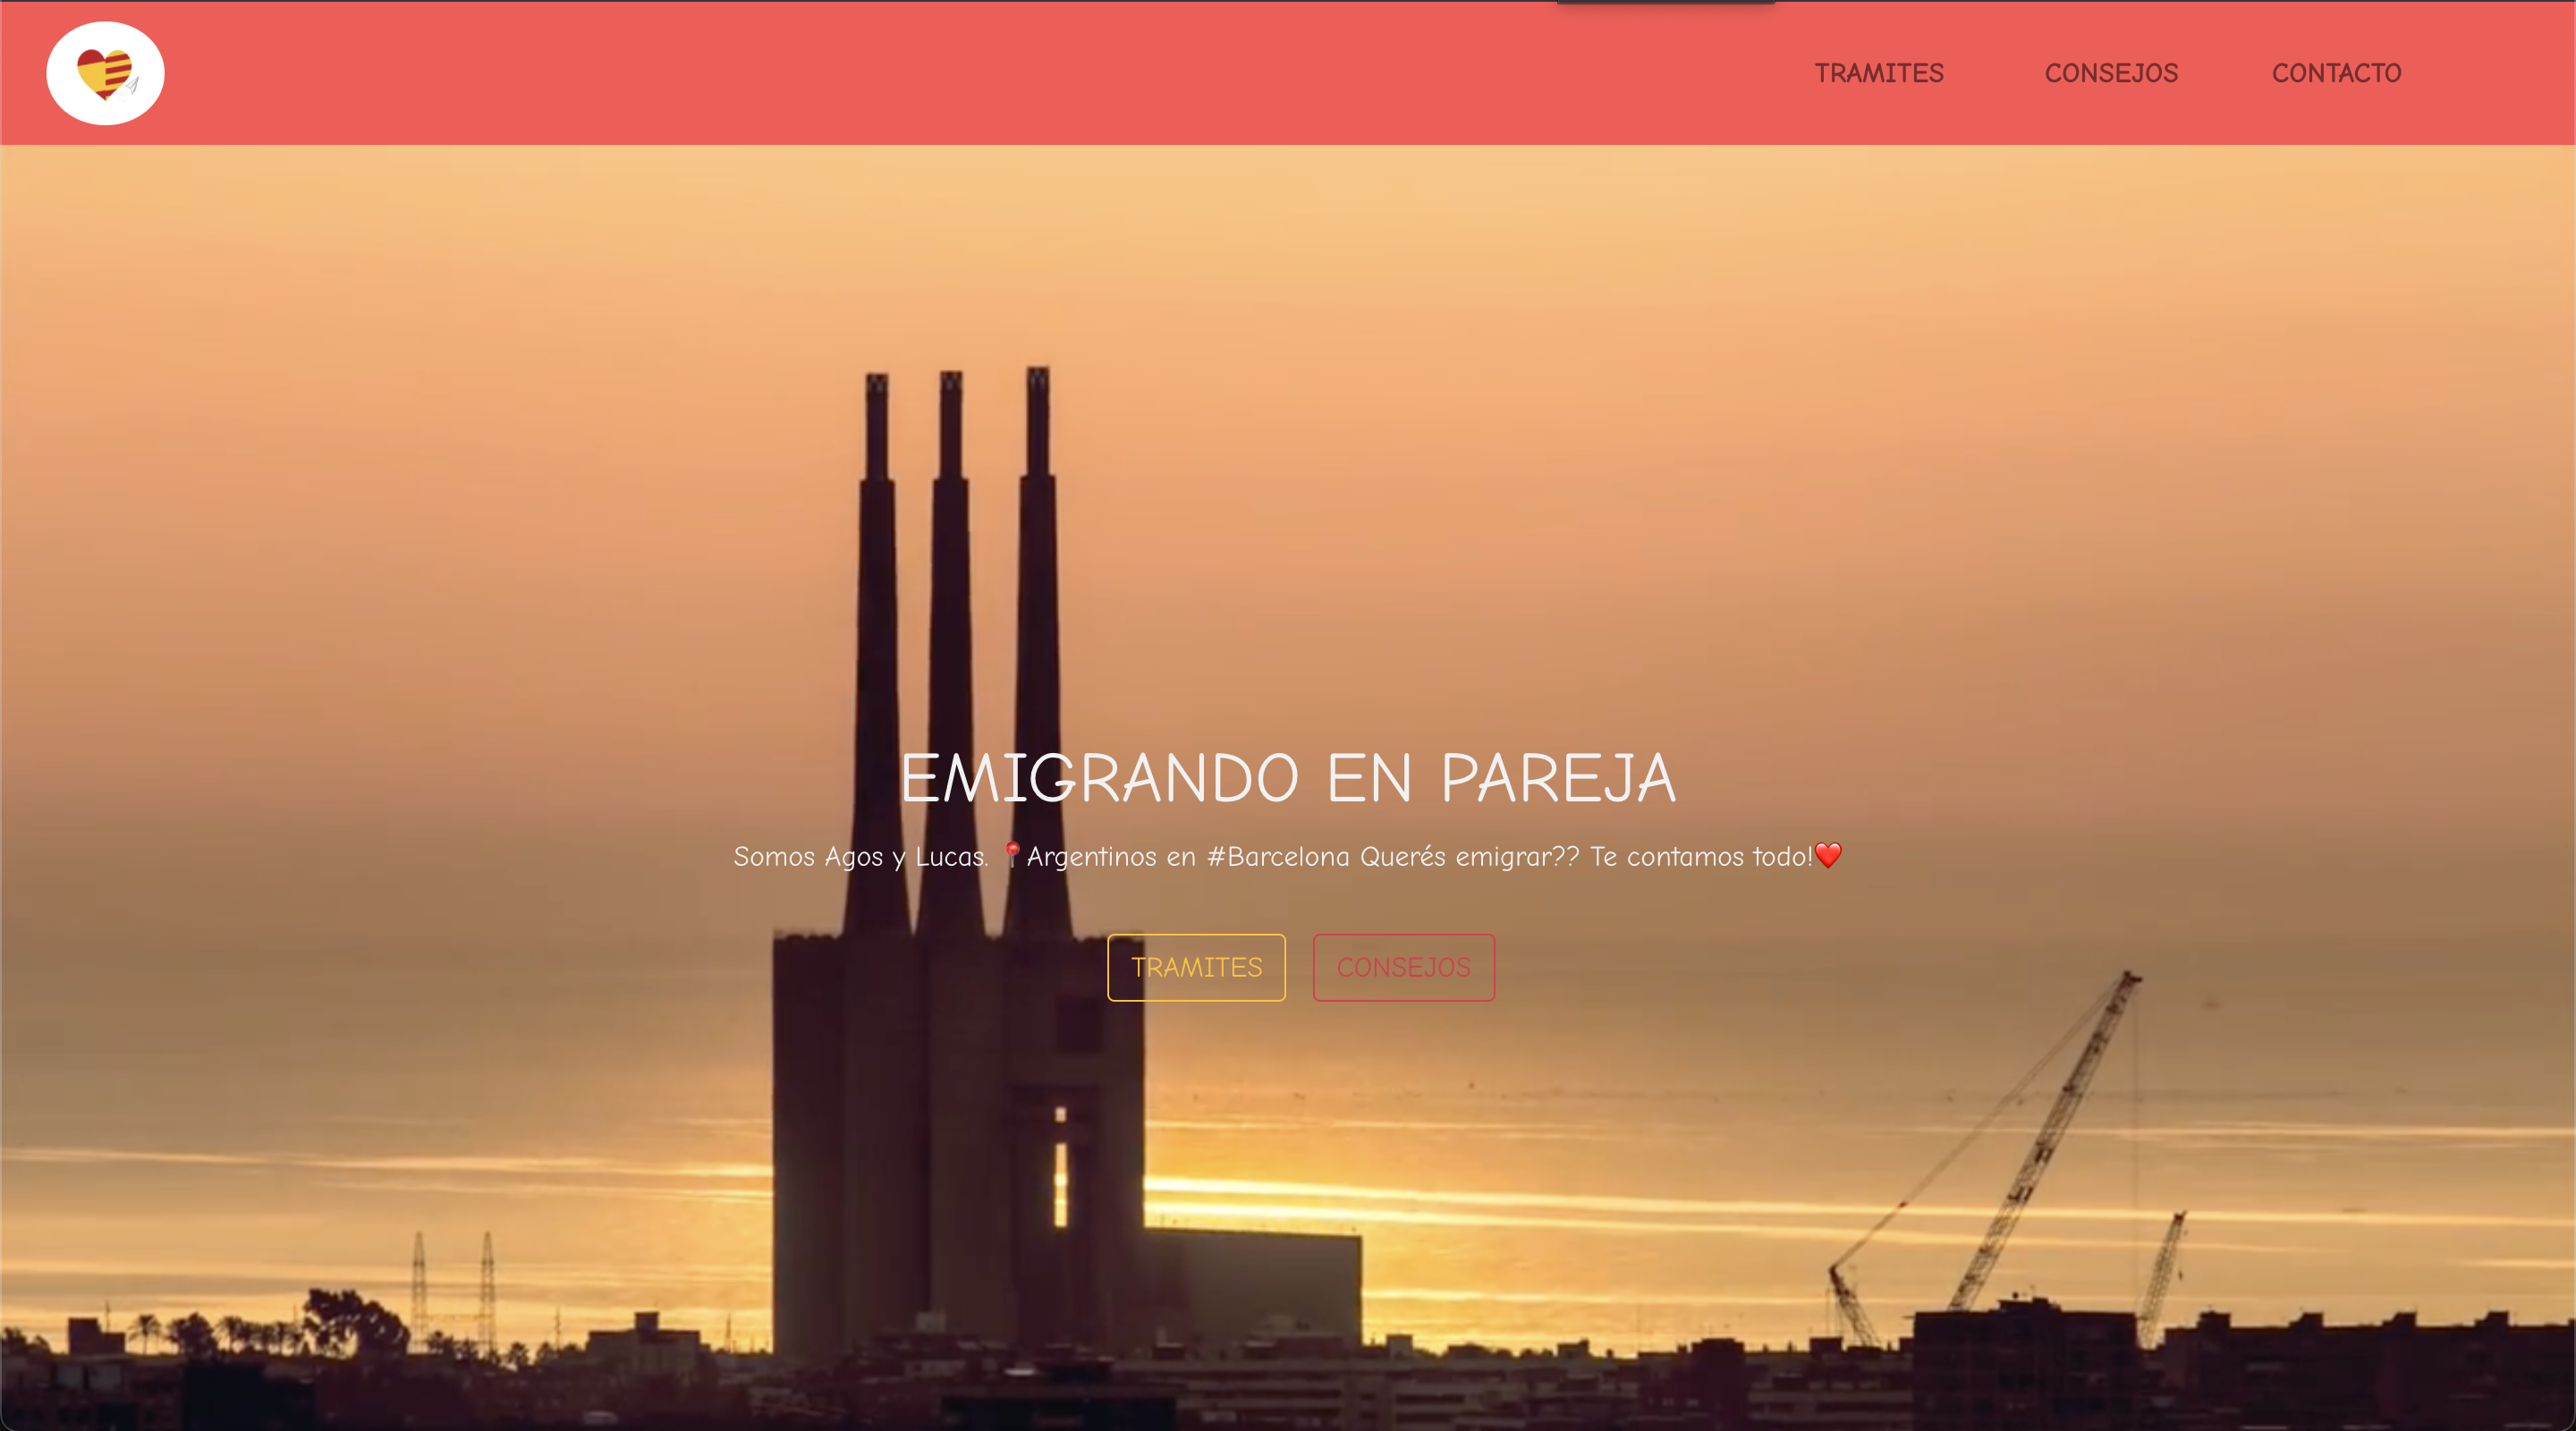 TRAMITES CONSEJOS CONTACTO
EMIGRANDO EN PAREJA
Somos Agos y Lucas. 📍Argentinos en #Barcelona Querés emigrar?? Te contamos todo!❤️
TRAMITES CONSEJOS